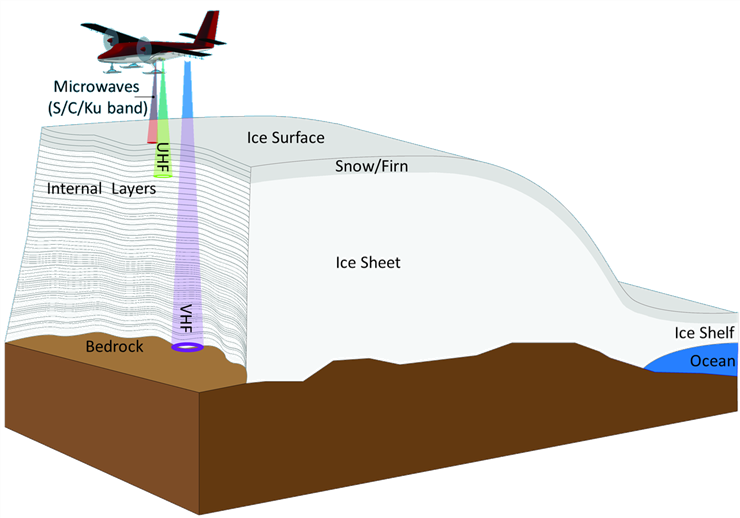 Microwaves
(S/C/Ku band)
UHF
Ice Surface
Snow/Firn
Internal Layers
Ice Sheet
VHF
Bedrock
Ice Shelf
Ocean